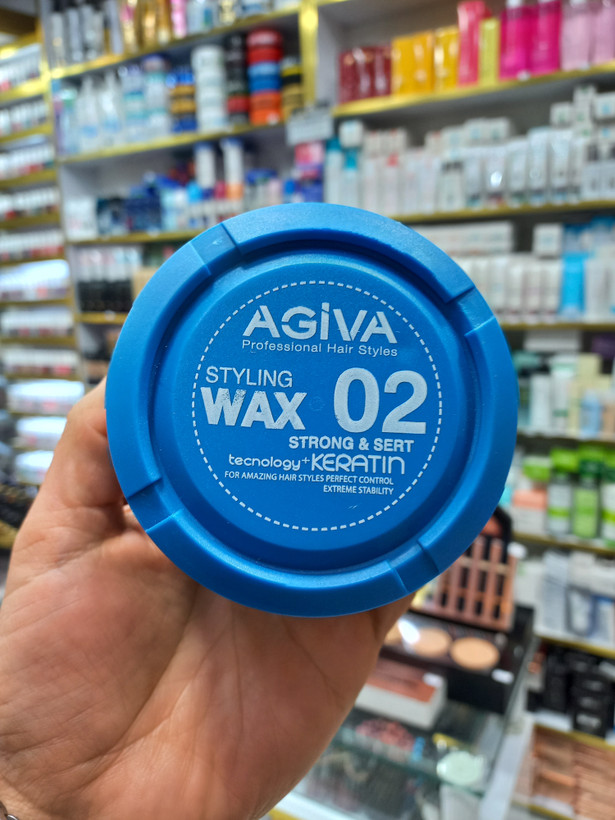 AGiVA
Professional Hair Styles
STYLING
WAX 02
STRONG & SERT
tecnology+KERATIN
FOR AMAZING HAIR STYLES PERFECT CONTROL
EXTREME STABILITY